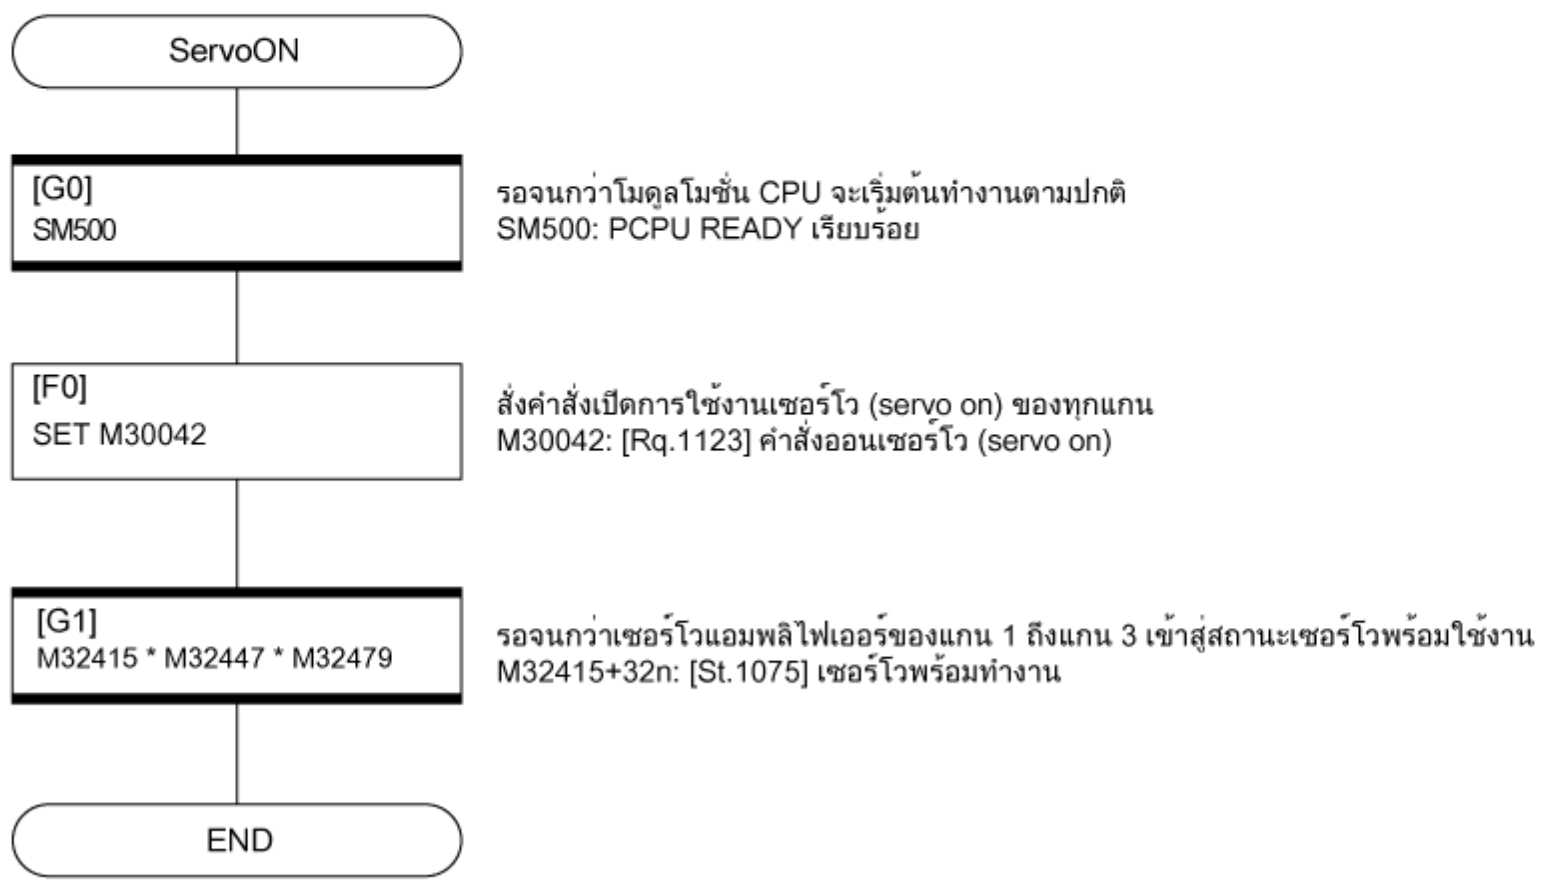 ServoON
[G0]
SM500
รอจนกว่าโมดูลโมชั่น CPU จะเริ่มต้นทำงานตามปกติ
SM500: PCPU READY เรียบร้อย
[F0]
SET M30042
สั่งคำสั่งเปิดการใช้งานเซอร์โว (servo on) ของทุกแกน
M30042: [Rq.1123] คำสั่งออนเซอร์โว (servo on)
[G1]
M32415 * M32447 * M32479
รอจนกว่าเซอร์โวแอมพลิไฟเออร์ของแกน 1 ถึงแกน 3 เข้าสู่สถานะเซอร์โวพร้อมใช้งาน
M32415+32n: [St.1075] เซอร์โวพร้อมทำงาน
END